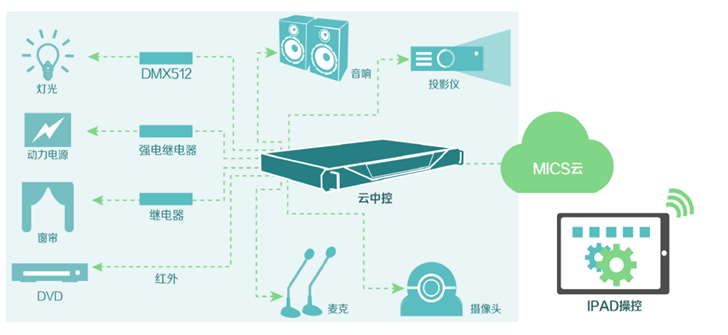 灯光
DMX512
音响
投影仪
动力电源
强电继电器
MICS云
云中控
窗帘
继电器
DVD
红外
麦克
摄像头
IPAD操控